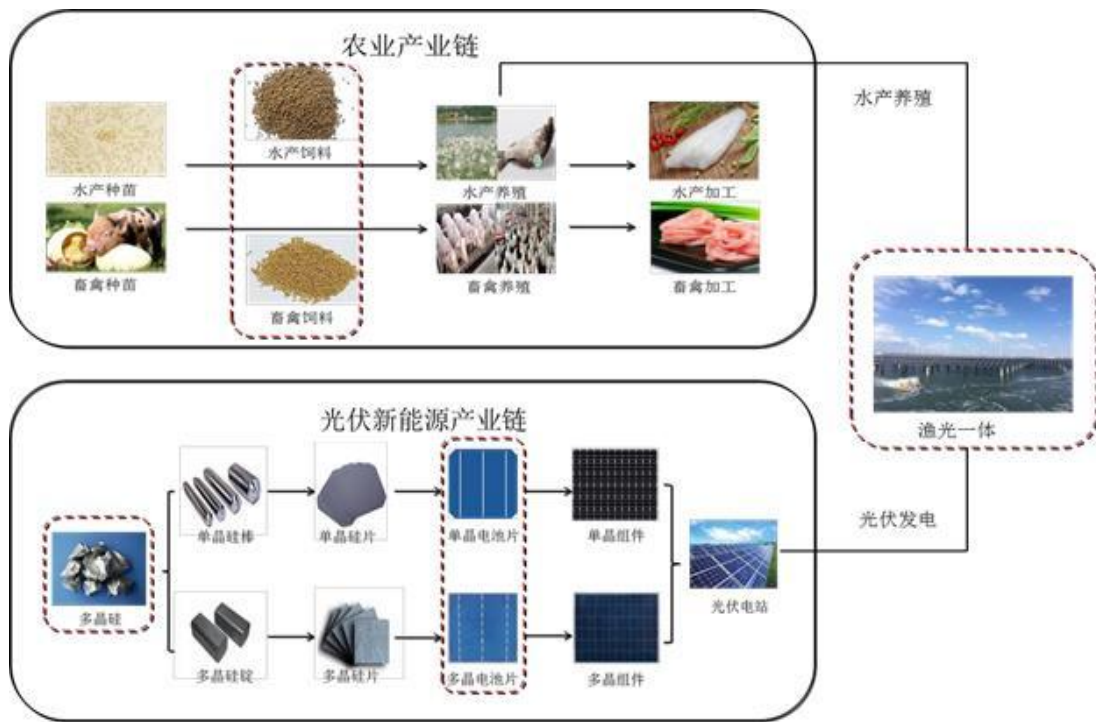 农业产业链
水产饲料
水产种苗
水产养殖
水产加工
畜禽种苗
畜禽饲料
畜禽养殖
畜禽加工
水产养殖
渔光一体
光伏发电
光伏新能源产业链
多晶硅
单晶硅棒
单晶硅片
单晶电池片
单晶组件
多晶硅锭
多晶硅片
多晶电池片
多晶组件
光伏电站